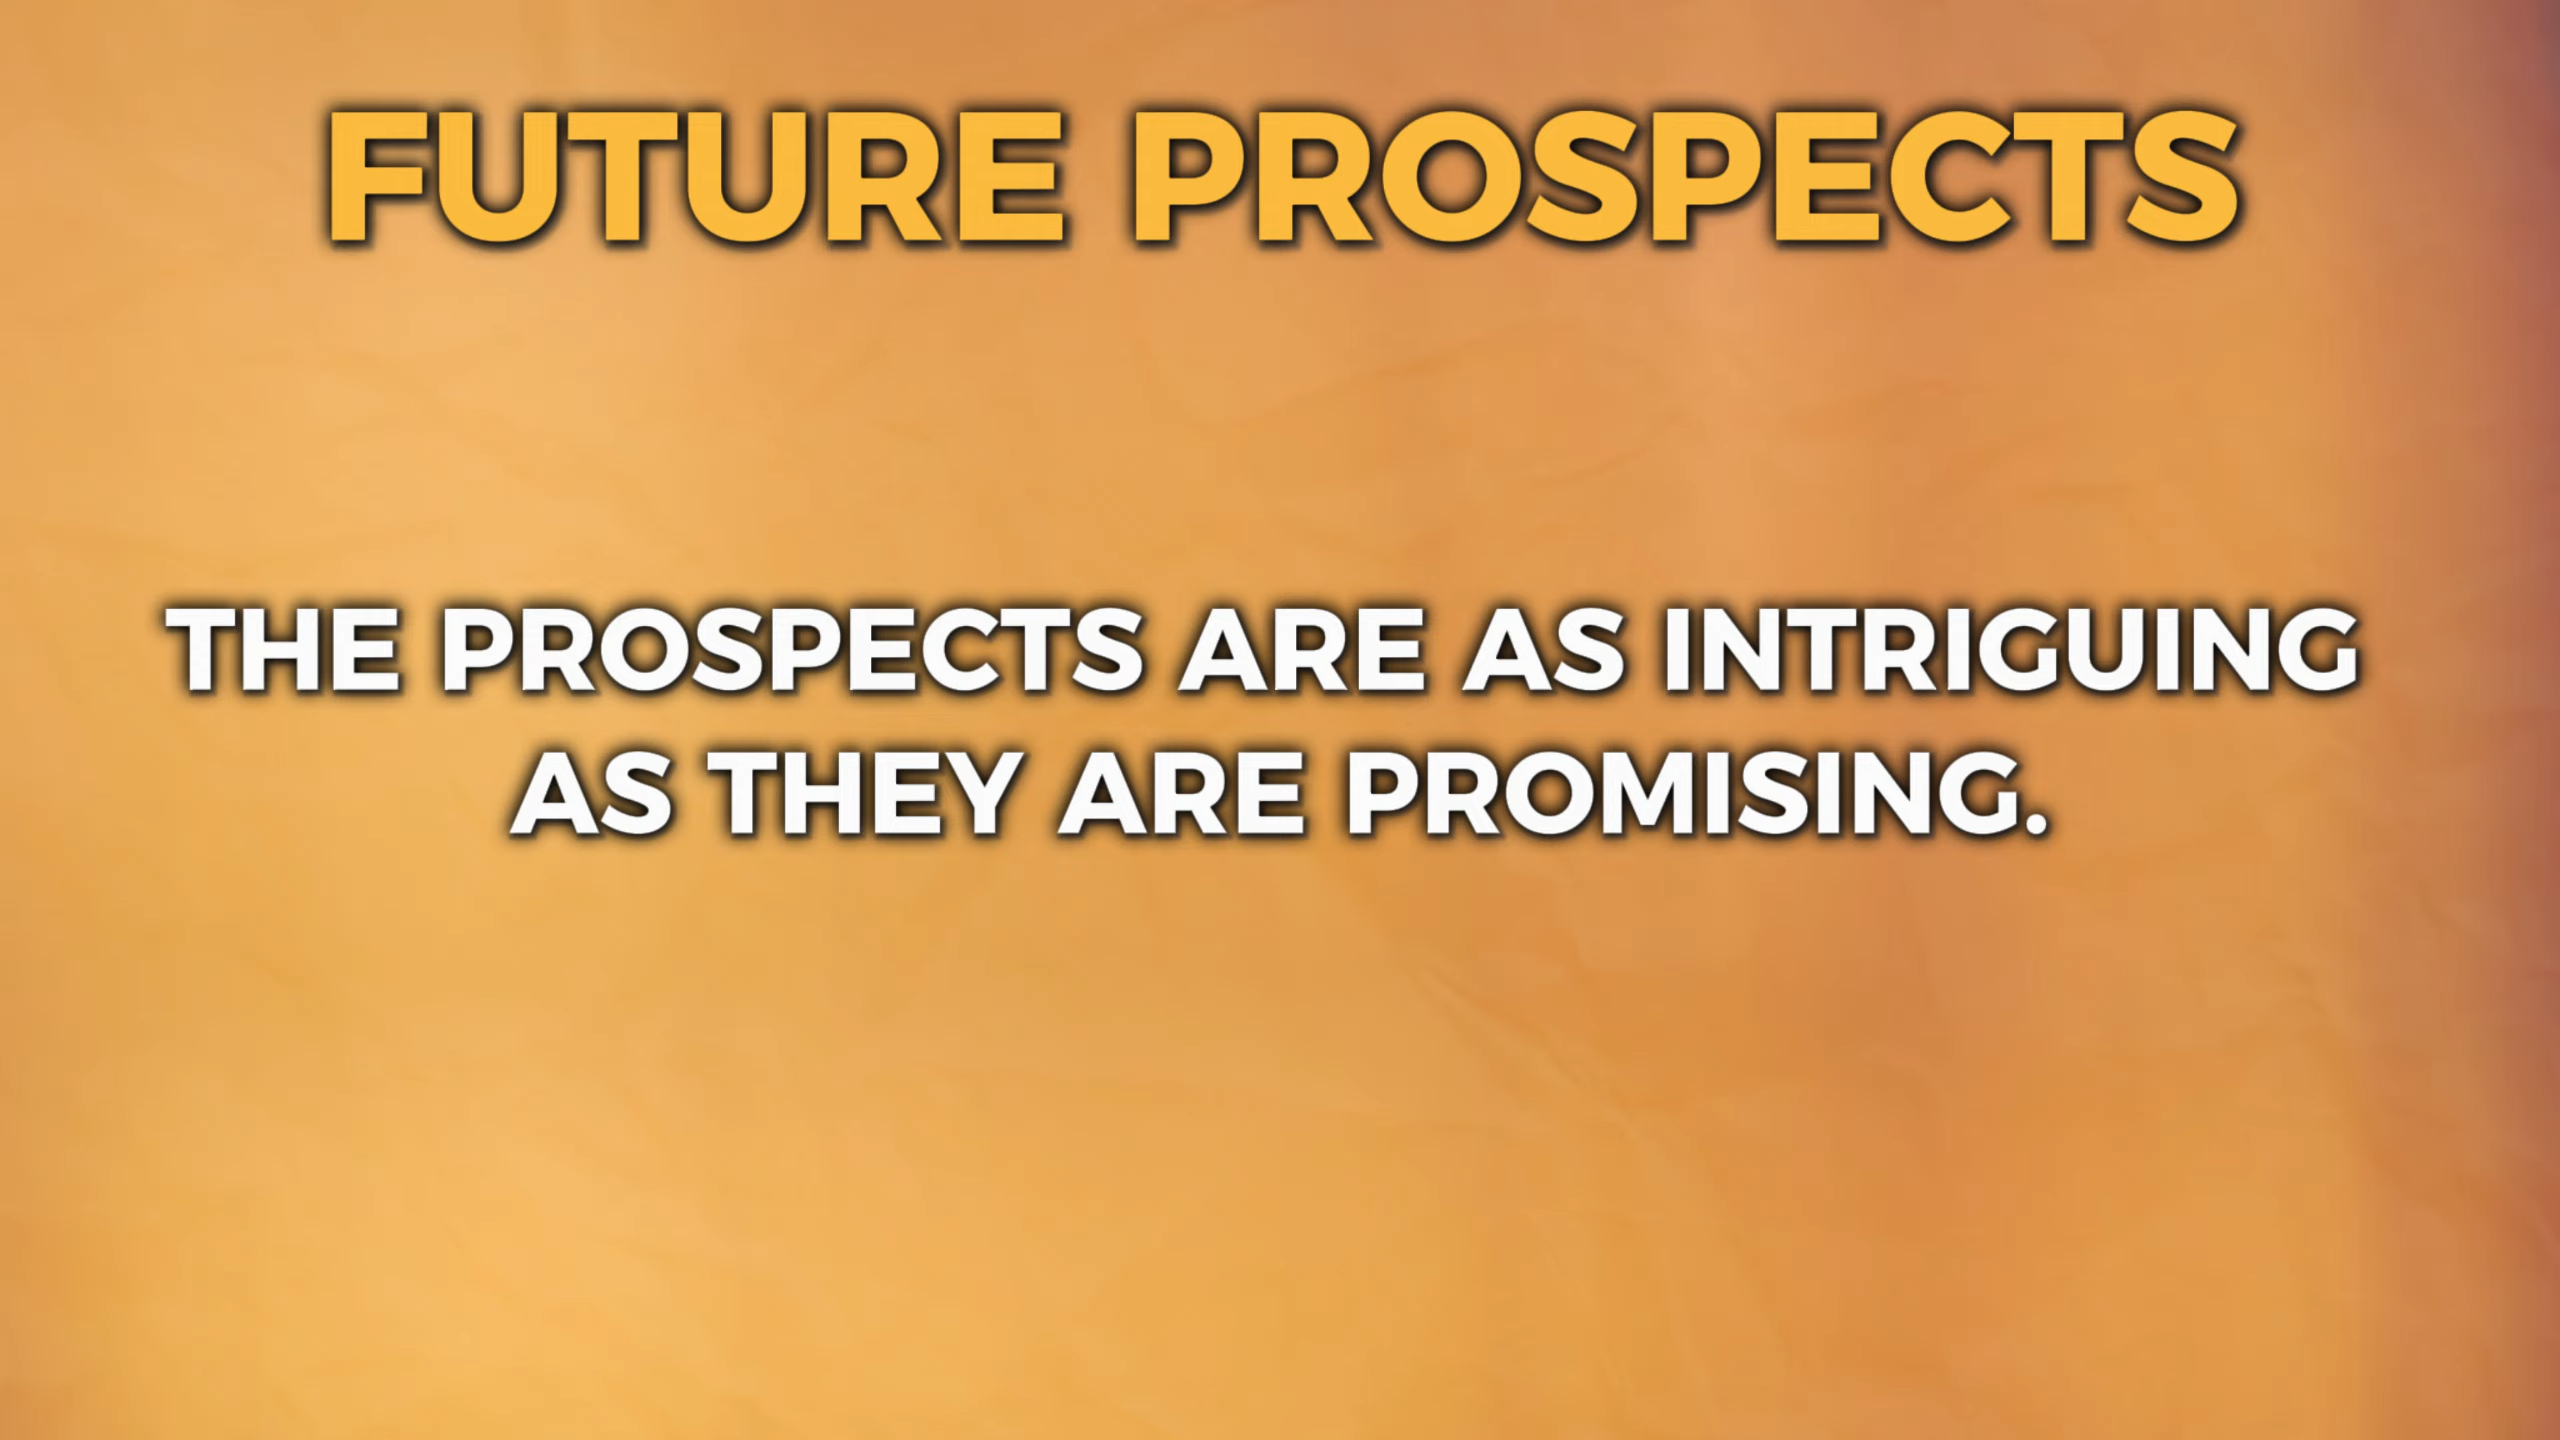 FUTURE PROSPECTS
THE PROSPECTS ARE AS INTRIGUING
AS THEY ARE PROMISING.